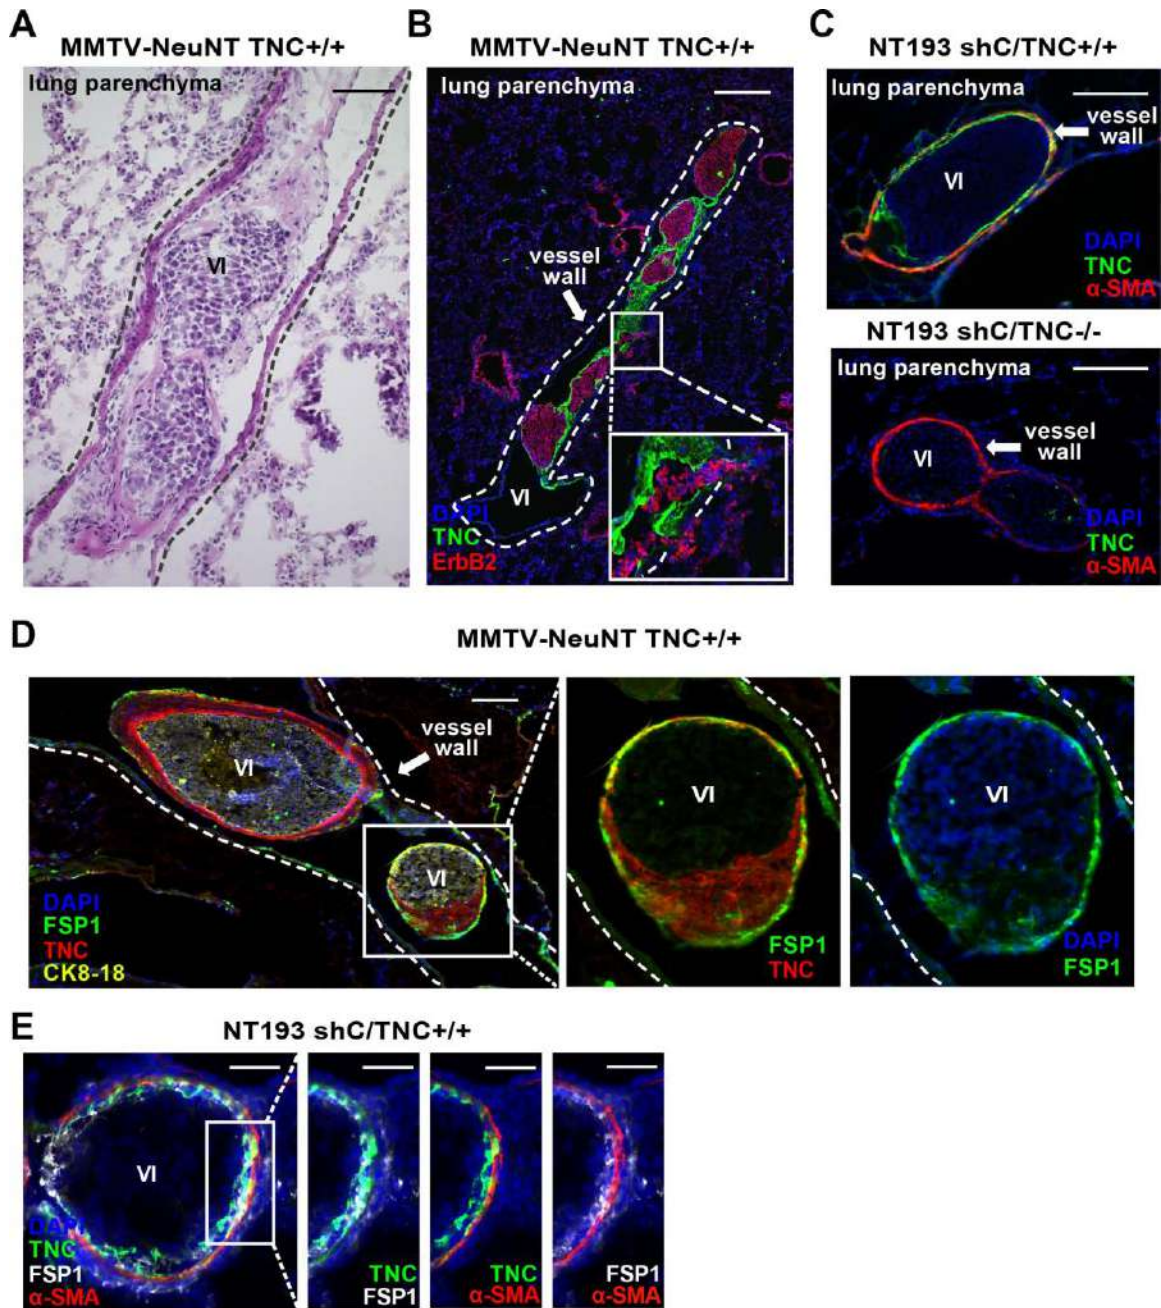 A
MMTV-NeuNT TNC+/+
lung parenchyma
VI
B
MMTV-NeuNT TNC+/+
lung parenchyma
vessel
wall
VI
DAPI
TNC
ErbB2
C
NT193 shC/TNC+/+
lung parenchyma
vessel
wall
VI
DAPI
TNC
α-SMA
NT193 shC/TNC-/-
lung parenchyma
vessel
wall
VI
DAPI
TNC
α-SMA
D
MMTV-NeuNT TNC+/+
vessel
wall
VI
VI
DAPI
FSP1
TNC
CK8-18
VI
FSP1
TNC
VI
DAPI
FSP1
E
NT193 shC/TNC+/+
VI
DAPI
TNC
FSP1
α-SMA
TNC
FSP1
TNC
α-SMA
FSP1
α-SMA